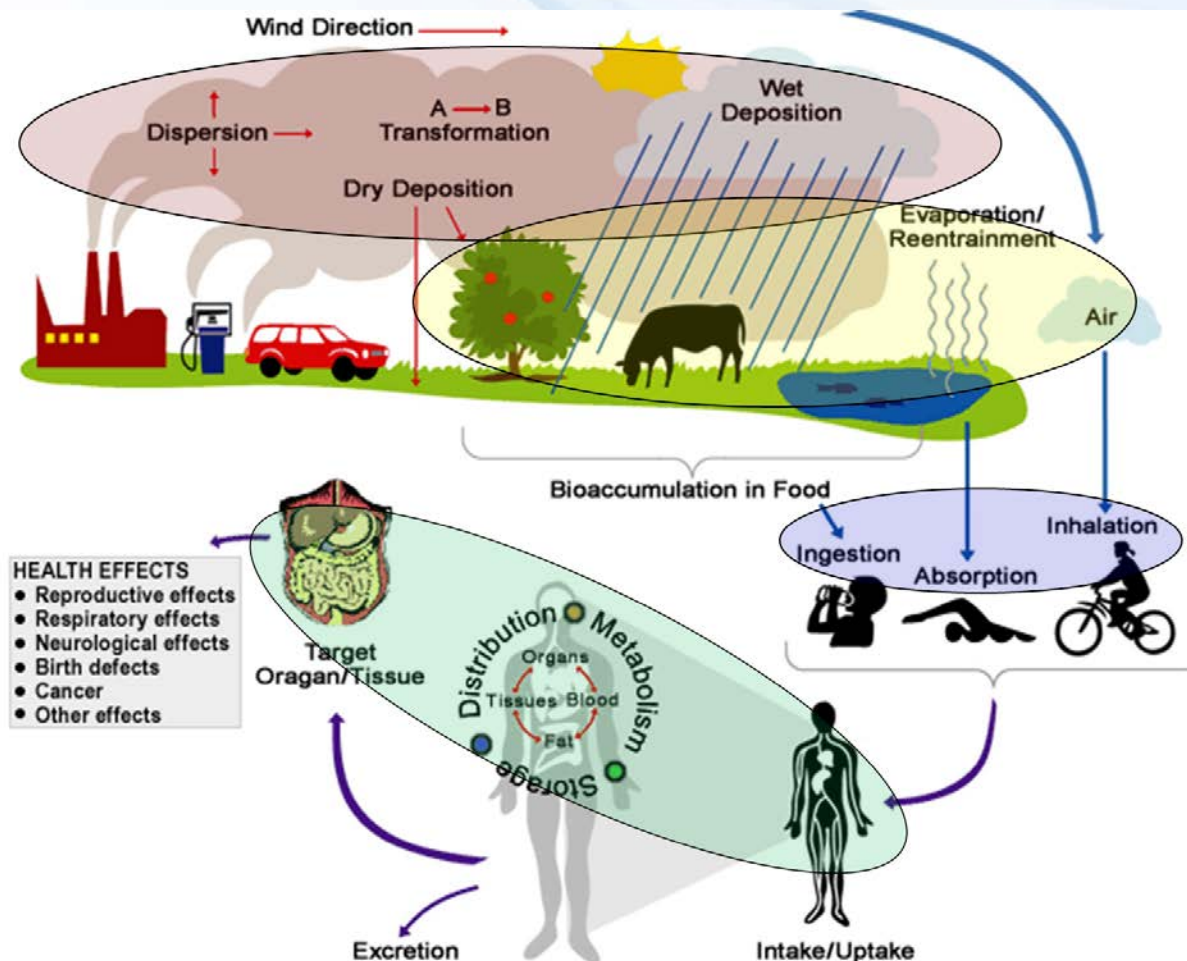 Wind Direction
Dispersion
A B
Transformation
Wet
Deposition
Dry Deposition
Evaporation/
Reentrainment
Air
Bioaccumulation in Food
Ingestion
Absorption
Inhalation
HEALTH EFFECTS
● Reproductive effects
● Respiratory effects
● Neurological effects
● Birth defects
● Cancer
● Other effects
Target
Oragan/Tissue
Distribution
Metabolism
Storage
Organs
Tissues
Blood
Fat
Excretion
Intake/Uptake